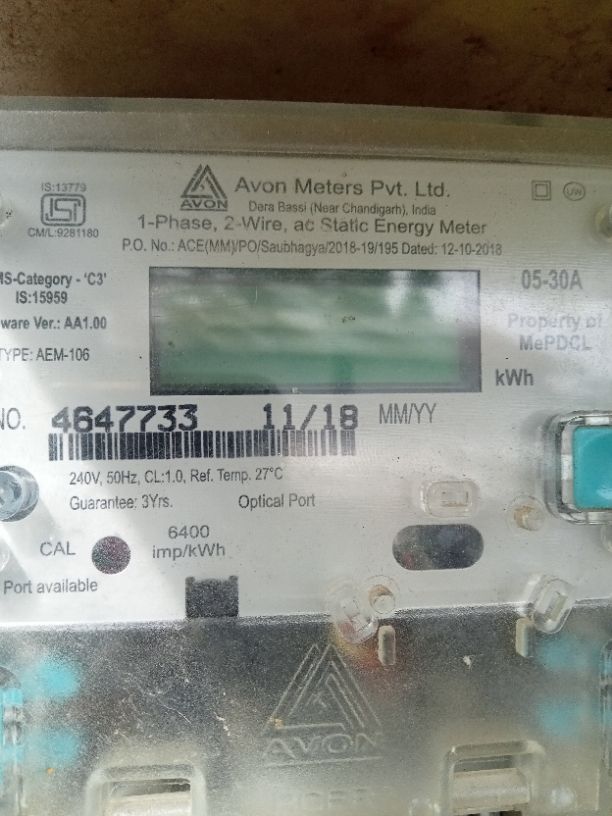 IS:13779
ISI
CM/L:9281180
AVON
Avon Meters Pvt. Ltd.
Dera Bassi (Near Chandigarh), India
1-Phase, 2-Wire, ac Static Energy Meter
P.O. No.: ACE(MM)/PO/Saubhagya/2018-19/195 Dated: 12-10-2018
UW
MS-Category - 'C3'
IS:15959
ware Ver.: AA1.00
TYPE: AEM-106
05-30A
Property of
MePDCL
kWh
NO. 4647733 11/18 MM/YY
240V, 50Hz, CL:1.0, Ref. Temp. 27°C
Guarantee: 3Yrs. Optical Port
CAL
6400
imp/kWh
Port available
AVON